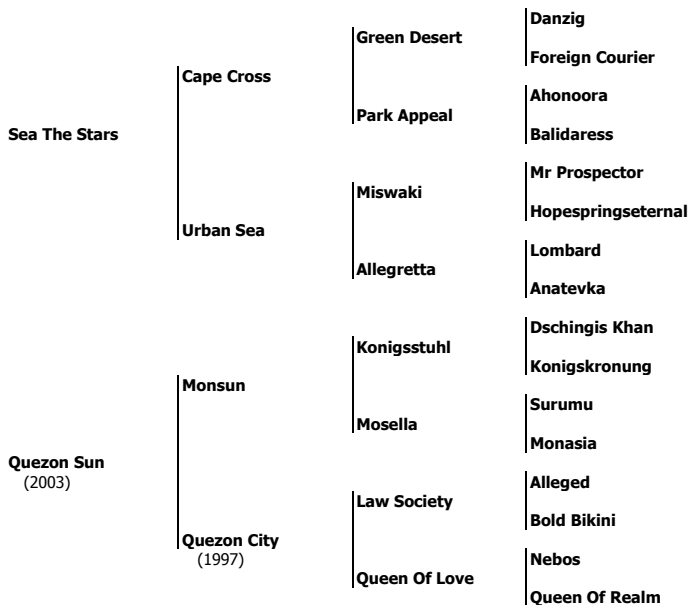 Sea The Stars
Quezon Sun
(2003)
Cape Cross
Urban Sea
Monsun
Quezon City
(1997)
Green Desert
Park Appeal
Miswaki
Allegretta
Konigsstuhl
Mosella
Law Society
Queen Of Love
Danzig
Foreign Courier
Ahonoora
Balidaress
Mr Prospector
Hopespringseternal
Lombard
Anatevka
Dschingis Khan
Konigskronung
Surumu
Monasia
Alleged
Bold Bikini
Nebos
Queen Of Realm